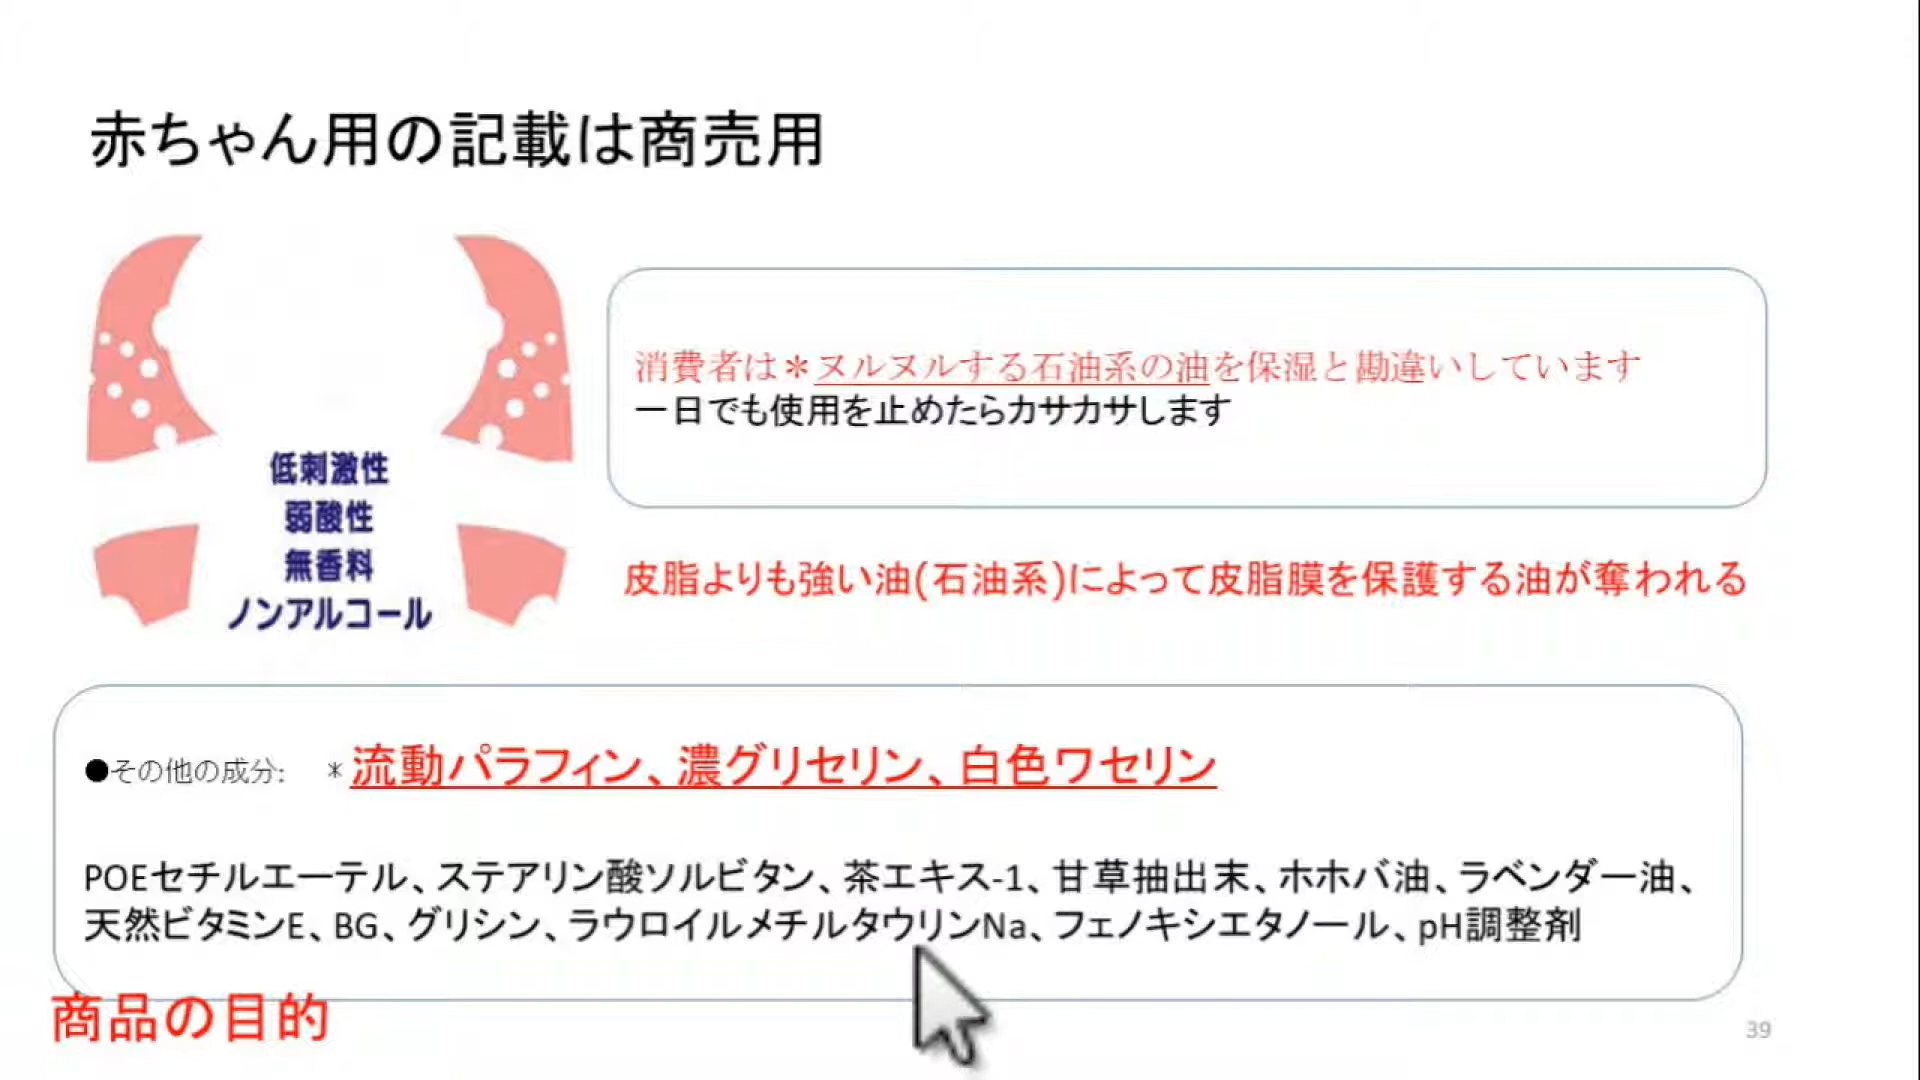 赤ちゃん用の記載は商売用
低刺激性
弱酸性
無香料
ノンアルコール
消費者は＊ヌルヌルする石油系の油を保湿と勘違いしています
一日でも使用を止めたらカサカサします
皮脂よりも強い油(石油系)によって皮脂膜を保護する油が奪われる
●その他の成分: ＊流動パラフィン、濃グリセリン、白色ワセリン
POEセチルエーテル、ステアリン酸ソルビタン、茶エキス-1、甘草抽出末、ホホバ油、ラベンダー油、
天然ビタミンE、BG、グリシン、ラウロイルメチルタウリンNa、フェノキシエタノール、pH調整剤
商品の目的
39